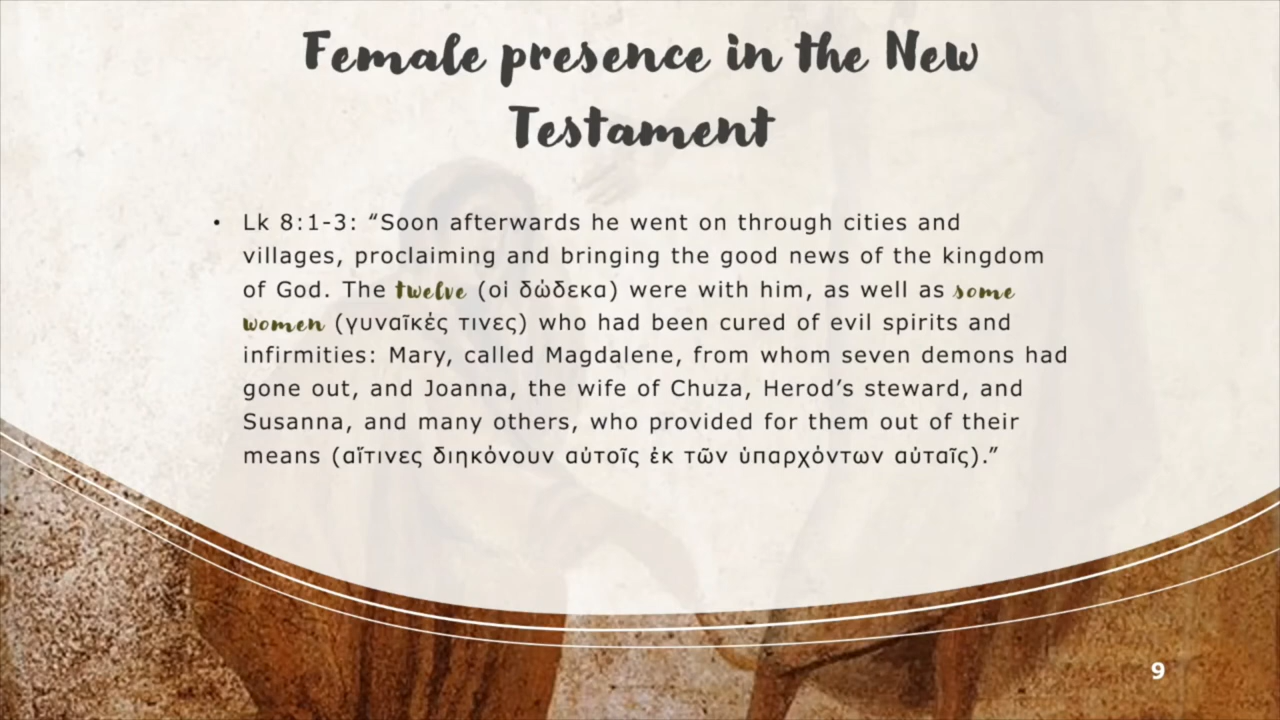 Female presence in the New
Testament
• Lk 8:1-3: “Soon afterwards he went on through cities and
villages, proclaiming and bringing the good news of the kingdom
of God. The twelve (οἱ δώδεκα) were with him, as well as some
women (γυναῖκές τινες) who had been cured of evil spirits and
infirmities: Mary, called Magdalene, from whom seven demons had
gone out, and Joanna, the wife of Chuza, Herod’s steward, and
Susanna, and many others, who provided for them out of their
means (αἵτινες διηκόνουν αὐτοῖς ἐκ τῶν ὑπαρχόντων αὐταῖς).”
9